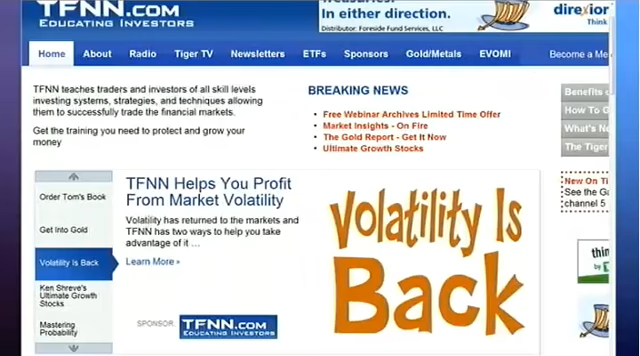 TFNN.COM
EDUCATING INVESTORS
Treasuries?
In either direction.
Distributor: Foreside Fund Services, LLC
Think
Home About Radio Tiger TV Newsletters ETFs Sponsors Gold/Metals EVOMI Become a Me
TFNN teaches traders and investors of all skill levels
investing systems, strategies, and techniques allowing
them to successfully trade the financial markets.
Get the training you need to protect and grow your
money
BREAKING NEWS
• Free Webinar Archives Limited Time Offer
• Market Insights - On Fire
• The Gold Report - Get It Now
• Ultimate Growth Stocks
Benefits
How To G
What's Ne
The Tiger
New On Ti
See the Ga
channel 5
Order Tom's Book
Get Into Gold
Volatility Is Back
Ken Shreve's
Ultimate Growth
Stocks
Mastering
Probability
TFNN Helps You Profit
From Market Volatility
Volatility has returned to the markets and
TFNN has two ways to help you take
advantage of it ...
Learn More »
SPONSOR:
TFNN.COM
EDUCATING INVESTORS
Volatility Is
Back
thin